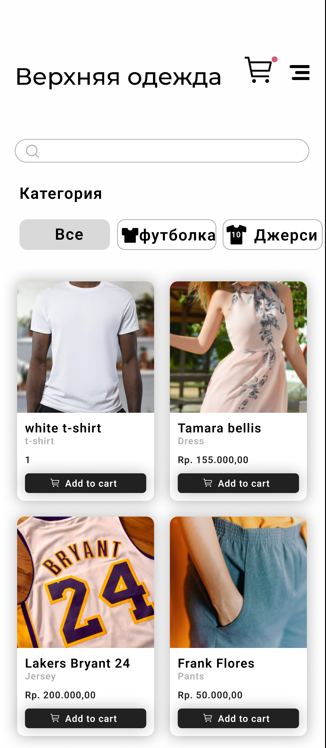 Верхняя одежда
Категория
Все
футболка
10
Джерси
white t-shirt
t-shirt
1
Add to cart
Tamara bellis
Dress
Rp. 155.000,00
Add to cart
BRYANT
24
Lakers Bryant 24
Jersey
Rp. 200.000,00
Add to cart
Frank Flores
Pants
Rp. 50.000,00
Add to cart